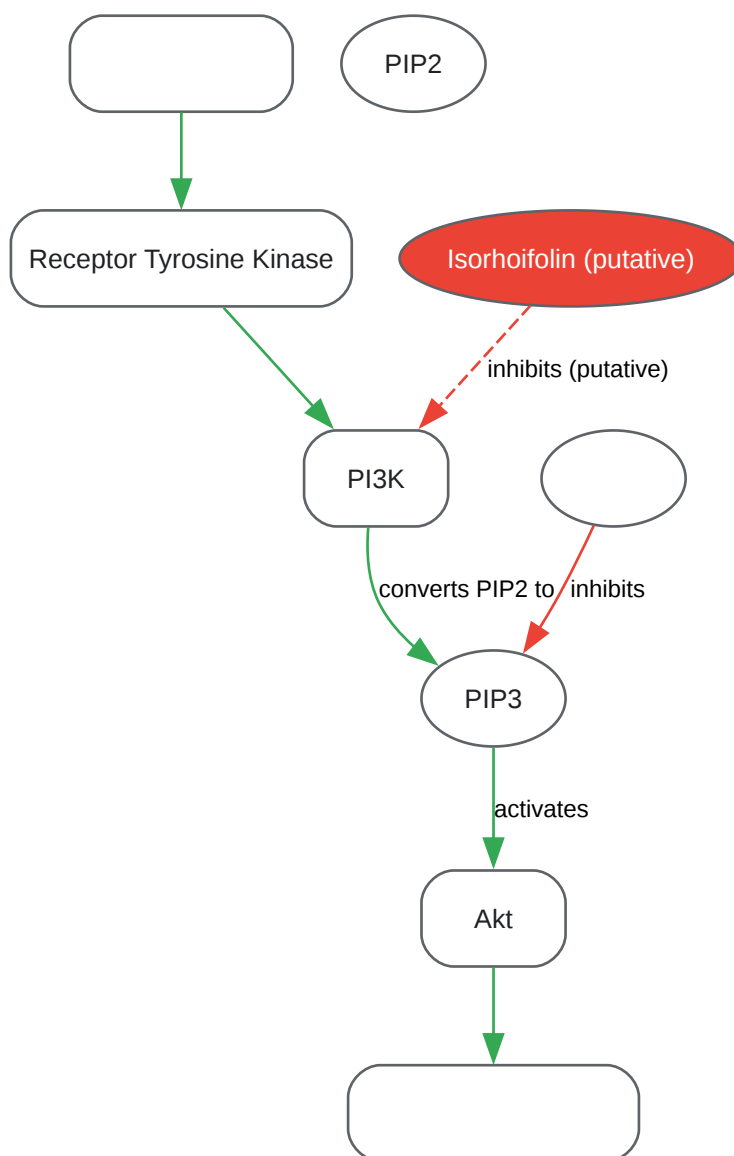 PIP2
Receptor Tyrosine Kinase
Isorhoifolin (putative)
inhibits (putative)
PI3K
converts PIP2 to
inhibits
PIP3
activates
Akt